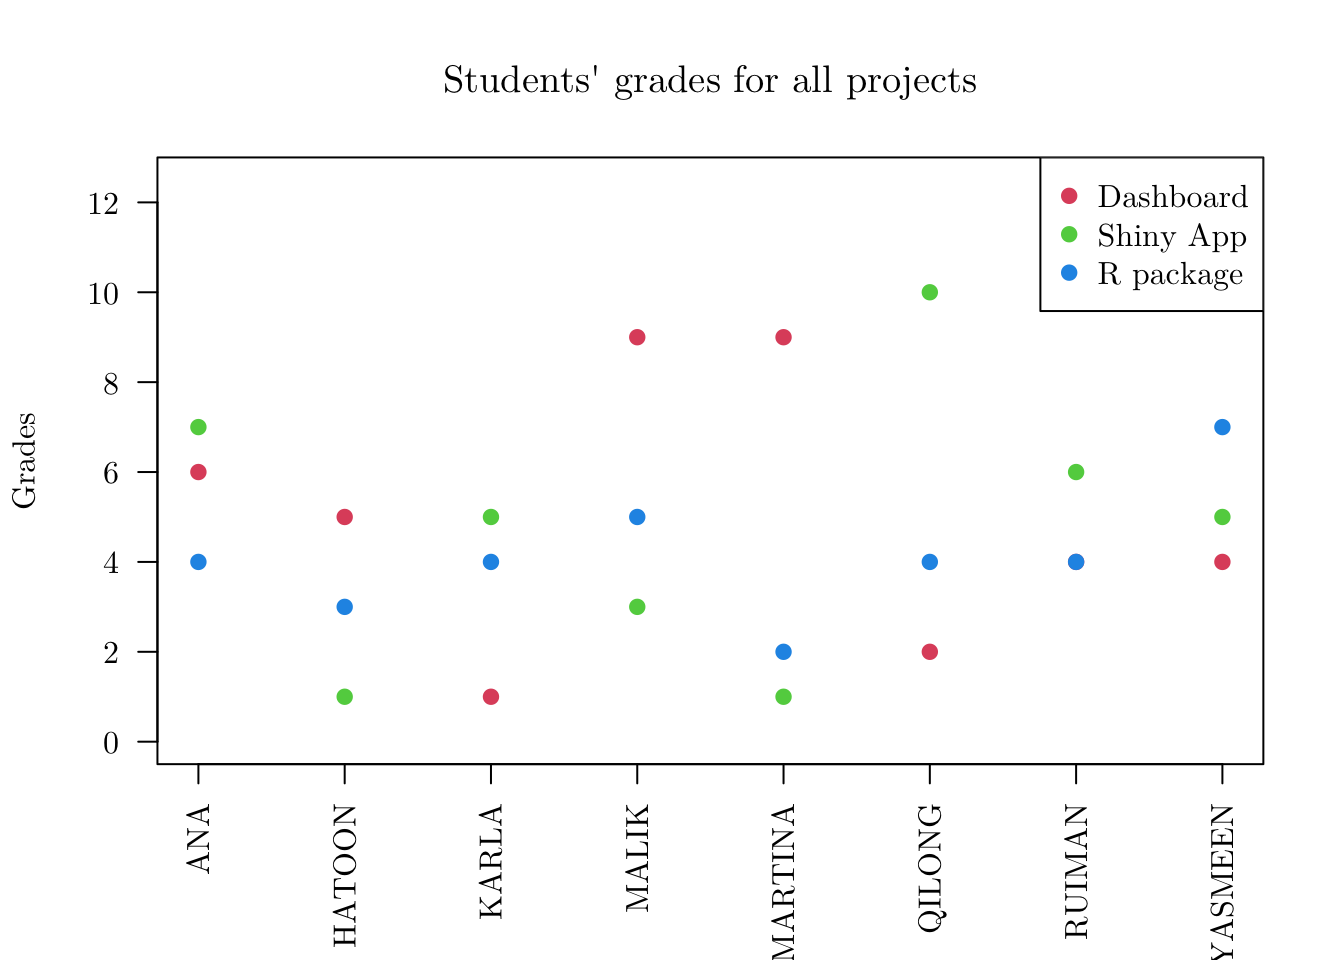 Students' grades for all projects
Dashboard
Shiny App
R package
Grades
12
10
8
6
4
2
0
ANA
HATOON
KARLA
MALIK
MARTINA
QILONG
RUIMAN
YASMEEN